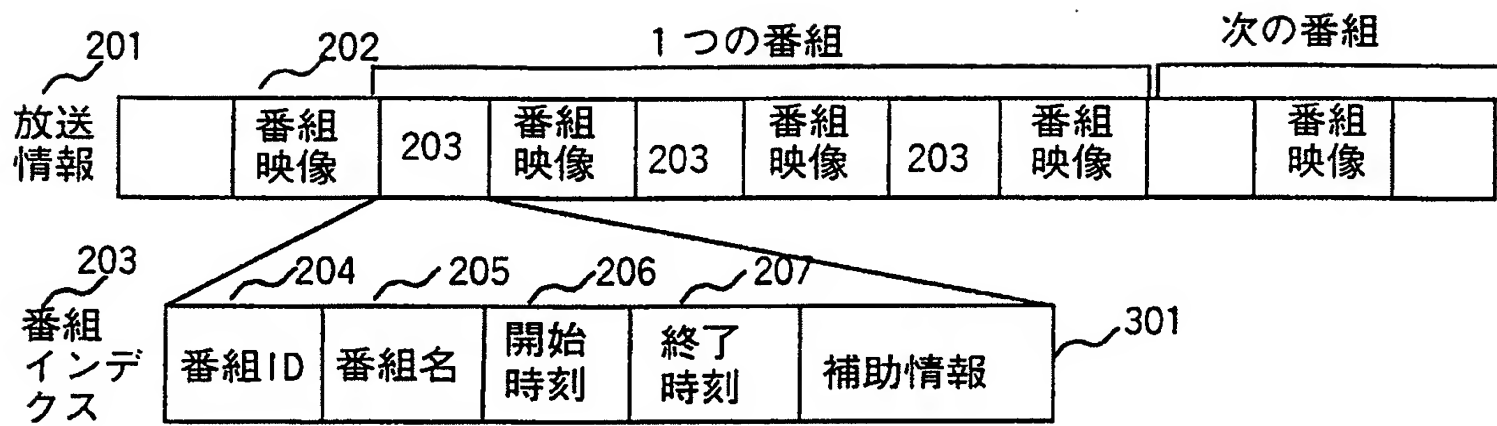 201
202
1つの番組
次の番組
放送
情報
番組
映像
203
番組
映像
203
番組
映像
203
番組
映像
番組
映像
203
番組
インデ
クス
204
205
206
207
301
番組ID
番組名
開始
時刻
終了
時刻
補助情報